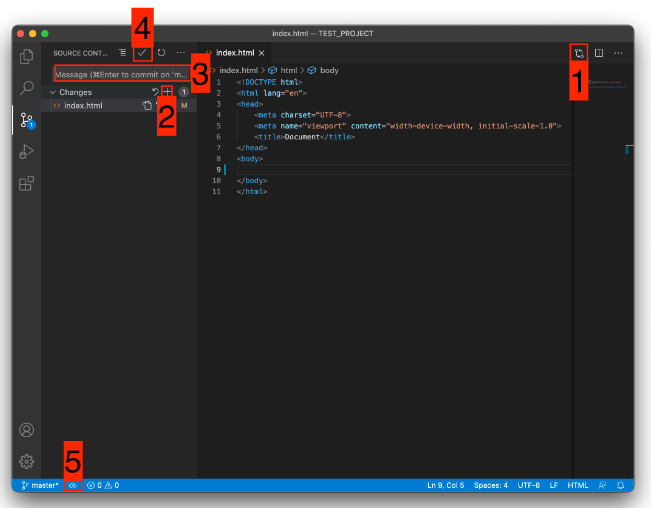 4
index.html — TEST_PROJECT
SOURCE CONT...
index.html
Message (⌘Enter to commit on 'm...
3
index.html > html > body
1
Changes
1
index.html
M
2
1 <!DOCTYPE html>
2 <html lang="en">
3 <head>
4 <meta charset="UTF-8">
5 <meta name="viewport" content="width=device-width, initial-scale=1.0">
6 <title>Document</title>
7 </head>
8 <body>
9
10 </body>
11 </html>
1
5
master*
0 0
Ln 9, Col 5 Spaces: 4 UTF-8 LF HTML